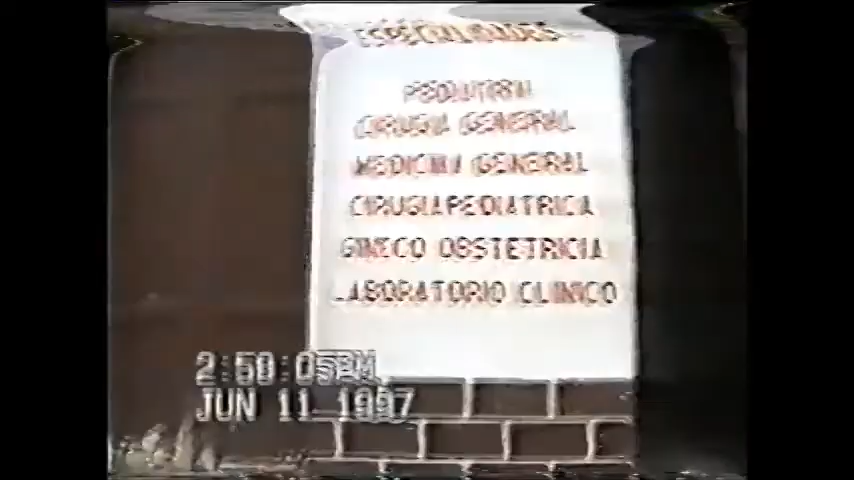 ESPECIALIDADES
PEDIATRIA
CIRUGIA GENERAL
MEDICINA GENERAL
CIRUGIA PEDIATRICA
GINECO OBSTETRICIA
LABORATORIO CLINICO
2:50:05PM
JUN 11 1997